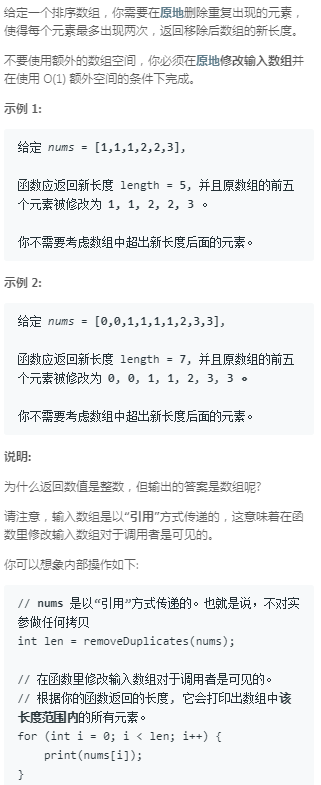 给定一个排序数组，你需要在原地删除重复出现的元素，
使得每个元素最多出现两次，返回移除后数组的新长度。
不要使用额外的数组空间，你必须在原地修改输入数组并
在使用 O(1) 额外空间的条件下完成。
示例 1:
给定 nums = [1,1,1,2,2,3],
函数应返回新长度 length = 5, 并且原数组的前五
个元素被修改为 1, 1, 2, 2, 3 。
你不需要考虑数组中超出新长度后面的元素。
示例 2:
给定 nums = [0,0,1,1,1,1,2,3,3],
函数应返回新长度 length = 7, 并且原数组的前五
个元素被修改为 0, 0, 1, 1, 2, 3, 3 。
你不需要考虑数组中超出新长度后面的元素。
说明:
为什么返回数值是整数，但输出的答案是数组呢?
请注意，输入数组是以“引用”方式传递的，这意味着在函
数里修改输入数组对于调用者是可见的。
你可以想象内部操作如下:
// nums 是以“引用”方式传递的。也就是说，不对实
参做任何拷贝
int len = removeDuplicates(nums);
// 在函数里修改输入数组对于调用者是可见的。
// 根据你的函数返回的长度, 它会打印出数组中该
长度范围内的所有元素。
for (int i = 0; i < len; i++) {
    print(nums[i]);
}